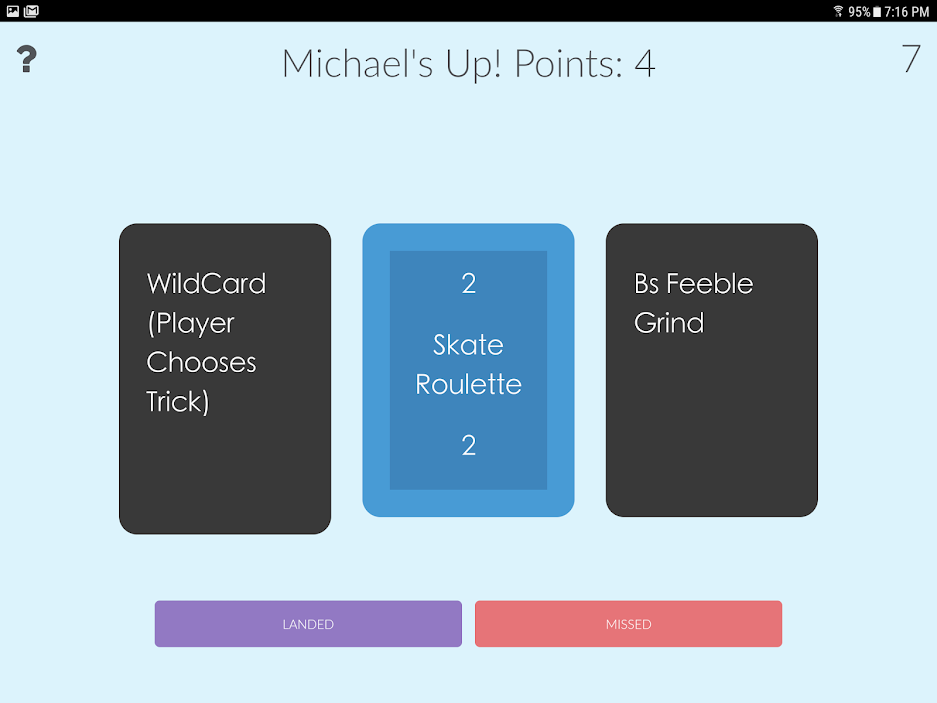 95% 7:16 PM
? Michael's Up! Points: 4 7
WildCard
(Player
Chooses
Trick)
2
Skate
Roulette
2
Bs Feeble
Grind
LANDED
MISSED